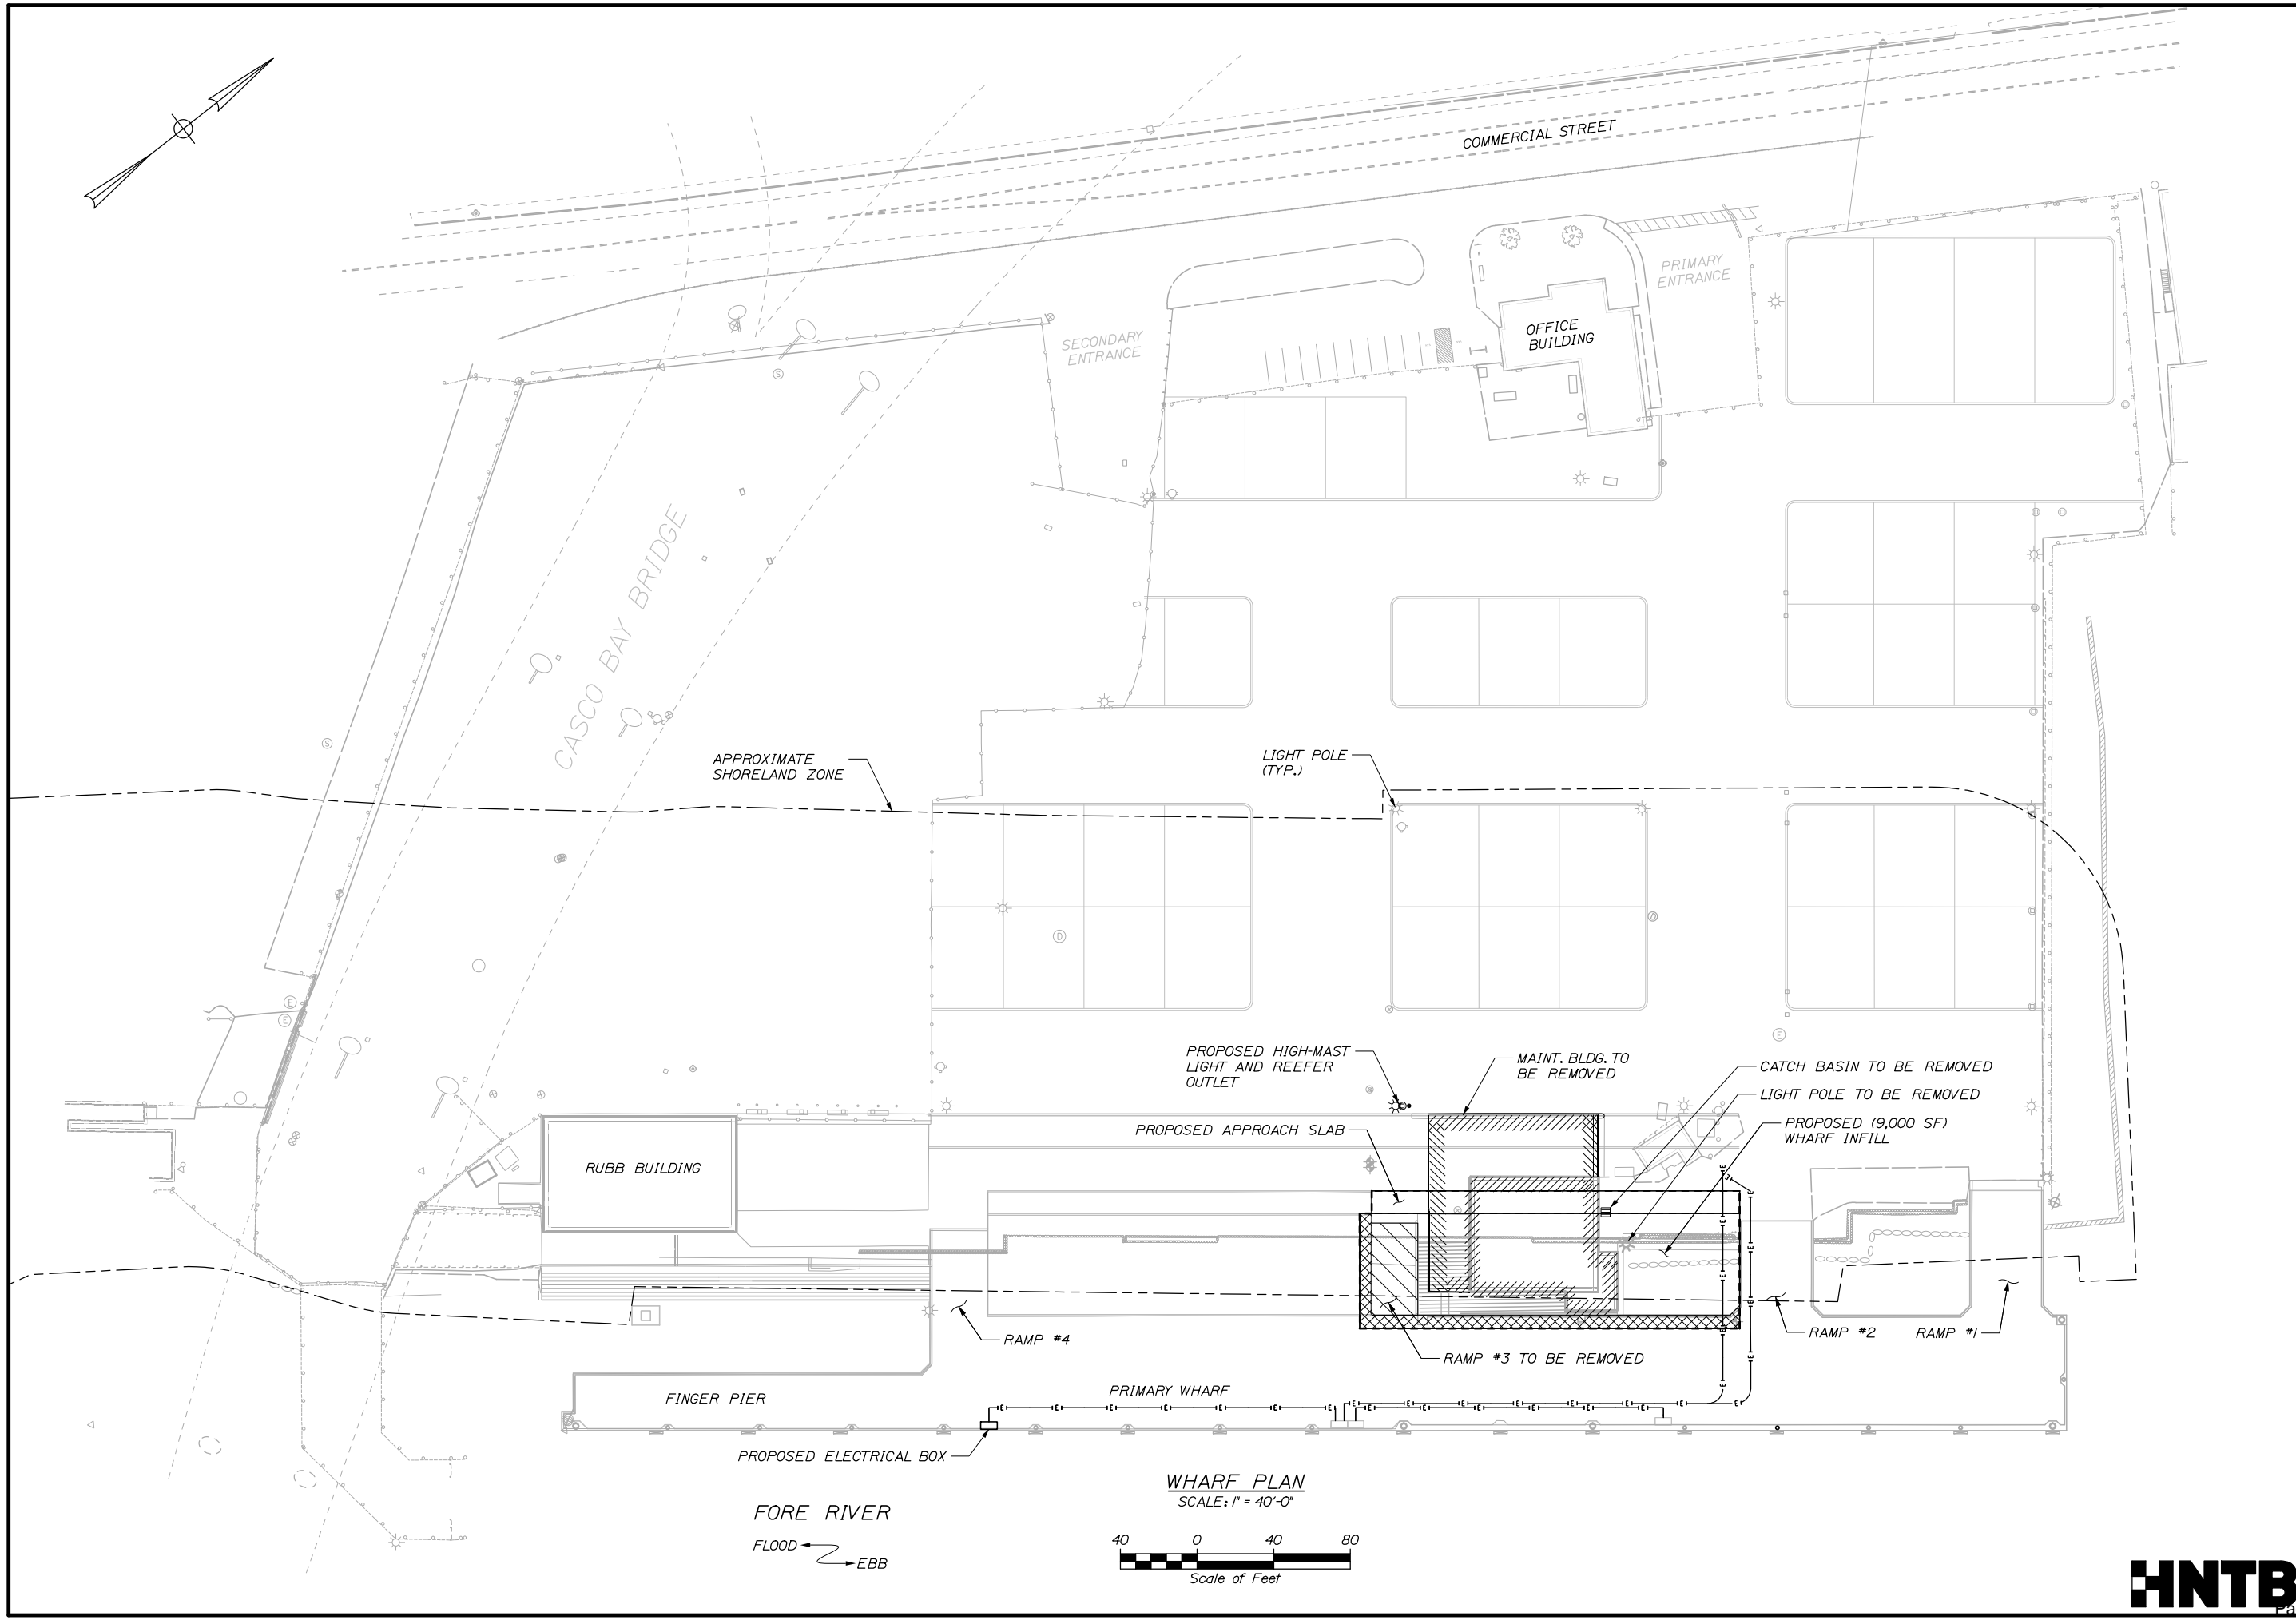 COMMERCIAL STREET
PRIMARY
ENTRANCE
OFFICE
BUILDING
SECONDARY
ENTRANCE
CASCO BAY BRIDGE
APPROXIMATE
SHORELAND ZONE
LIGHT POLE
(TYP.)
S
S
D
E
E
E
PROPOSED HIGH-MAST
LIGHT AND REEFER
OUTLET
MAINT. BLDG. TO
BE REMOVED
CATCH BASIN TO BE REMOVED
LIGHT POLE TO BE REMOVED
PROPOSED (9,000 SF)
WHARF INFILL
PROPOSED APPROACH SLAB
RUBB BUILDING
RAMP #4
RAMP #3 TO BE REMOVED
RAMP #2
RAMP #1
FINGER PIER
PRIMARY WHARF
PROPOSED ELECTRICAL BOX
WHARF PLAN
SCALE: 1" = 40'-0"
FORE RIVER
FLOOD
EBB
40 0 40 80
Scale of Feet
HNTB